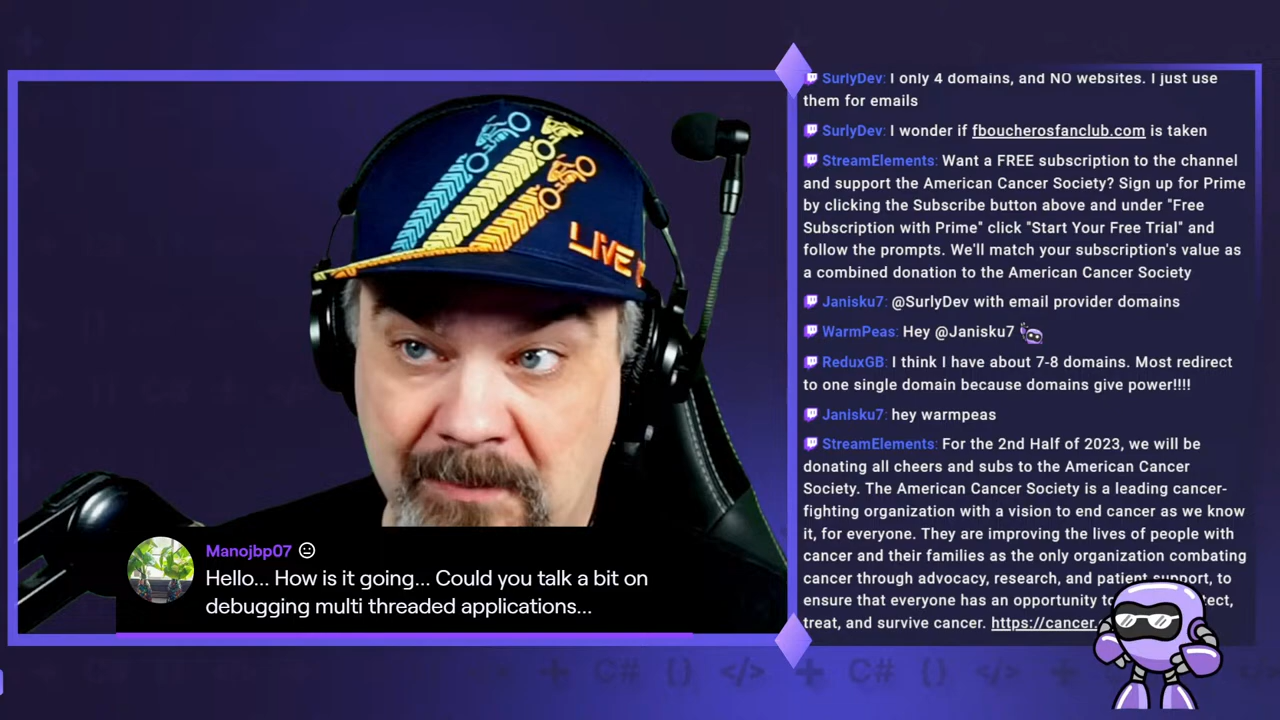 SurlyDev: I only 4 domains, and NO websites. I just use
them for emails
SurlyDev: I wonder if fboucherosfanclub.com is taken
StreamElements: Want a FREE subscription to the channel
and support the American Cancer Society? Sign up for Prime
by clicking the Subscribe button above and under "Free
Subscription with Prime" click "Start Your Free Trial" and
follow the prompts. We'll match your subscription's value as
a combined donation to the American Cancer Society
Janisku7: @SurlyDev with email provider domains
WarmPeas: Hey @Janisku7
ReduxGB: I think I have about 7-8 domains. Most redirect
to one single domain because domains give power!!!!
Janisku7: hey warmpeas
StreamElements: For the 2nd Half of 2023, we will be
donating all cheers and subs to the American Cancer
Society. The American Cancer Society is a leading cancer-
fighting organization with a vision to end cancer as we know
it, for everyone. They are improving the lives of people with
cancer and their families as the only organization combating
cancer through advocacy, research, and patient support, to
ensure that everyone has an opportunity
treat, and survive cancer. https://cancer.
LIVE
Manojbp07
Hello... How is it going... Could you talk a bit on
debugging multi threaded applications...
C# {} </> C# {} </>